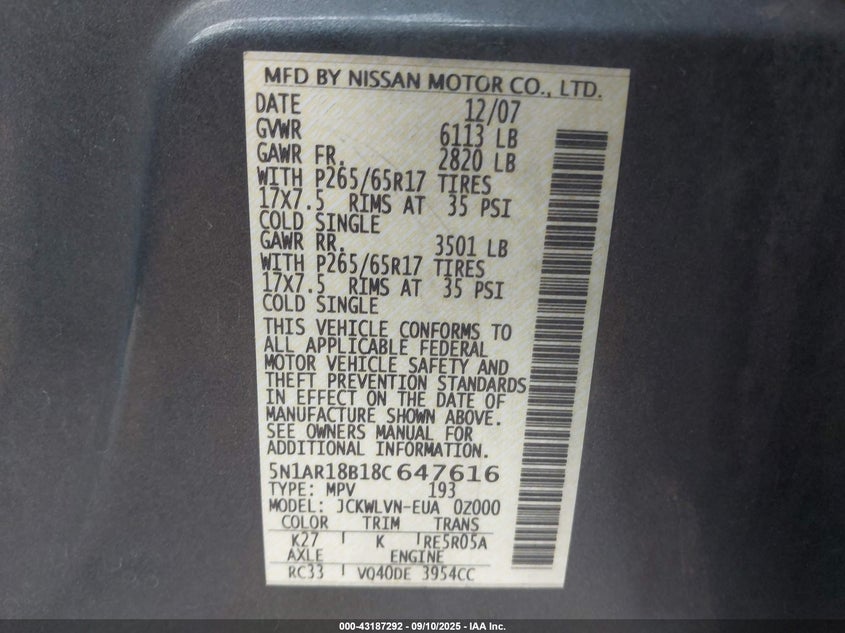 MFD BY NISSAN MOTOR CO., LTD.
DATE 12/07
GVWR 6113 LB
GAWR FR. 2820 LB
WITH P265/65R17 TIRES
17X7.5 RIMS AT 35 PSI
COLD SINGLE
GAWR RR. 3501 LB
WITH P265/65R17 TIRES
17X7.5 RIMS AT 35 PSI
COLD SINGLE
THIS VEHICLE CONFORMS TO
ALL APPLICABLE FEDERAL
MOTOR VEHICLE SAFETY AND
THEFT PREVENTION STANDARDS
IN EFFECT ON THE DATE OF
MANUFACTURE SHOWN ABOVE.
SEE OWNERS MANUAL FOR
ADDITIONAL INFORMATION.
5N1AR18B18C647616
TYPE: MPV 193
MODEL: JCKWLVN-EUA 0Z000
COLOR TRIM TRANS
K27 K RE5R05A
AXLE ENGINE
RC33 VQ40DE 3954CC
000-43187292 - 09/10/2025 - IAA Inc.